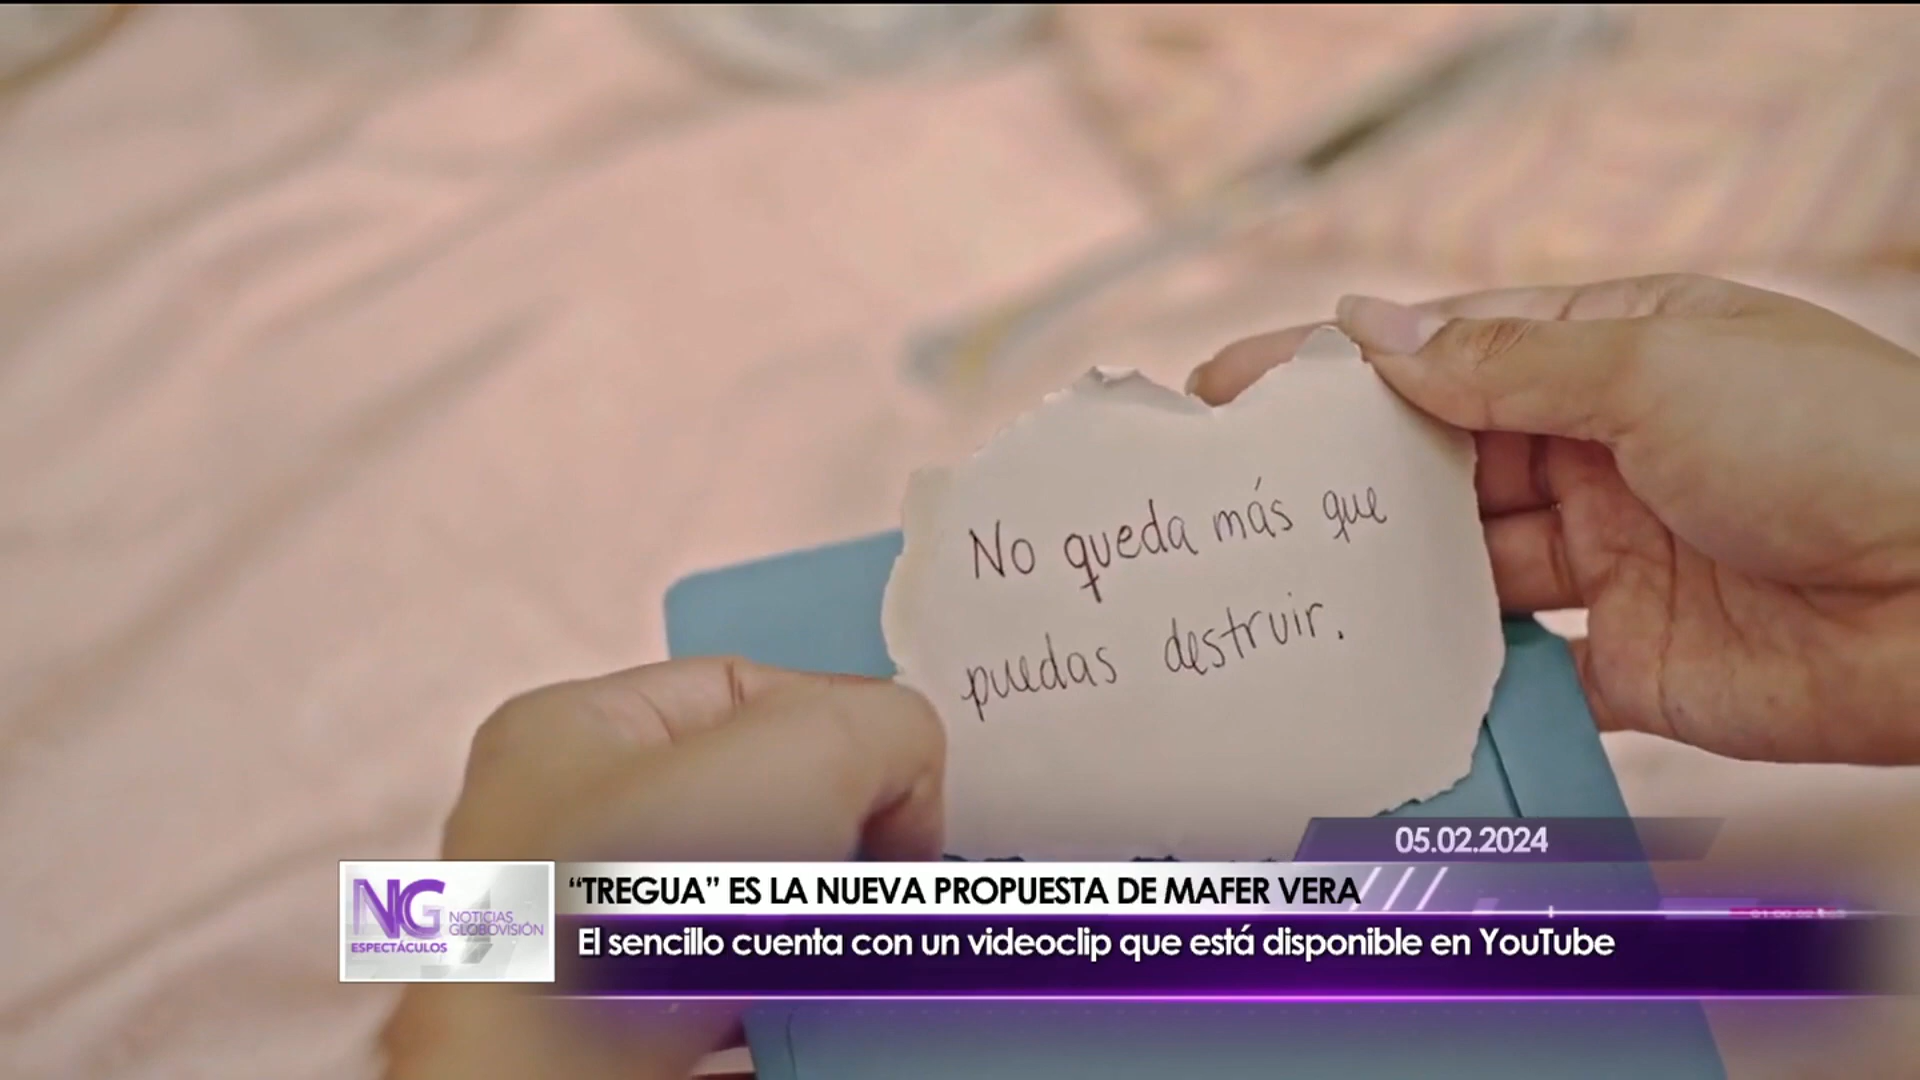 No queda más que
puedas destruir.
05.02.2024
“TREGUA” ES LA NUEVA PROPUESTA DE MAFER VERA
El sencillo cuenta con un videoclip que está disponible en YouTube
NG
NOTICIAS
GLOBOVISIÓN
ESPECTÁCULOS